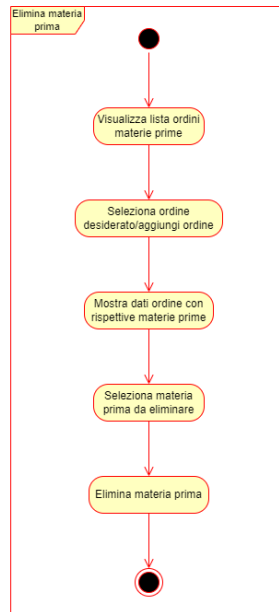 Elimina materia
prima
Visualizza lista ordini
materie prime
Seleziona ordine
desiderato/aggiungi ordine
Mostra dati ordine con
rispettive materie prime
Seleziona materia
prima da eliminare
Elimina materia prima